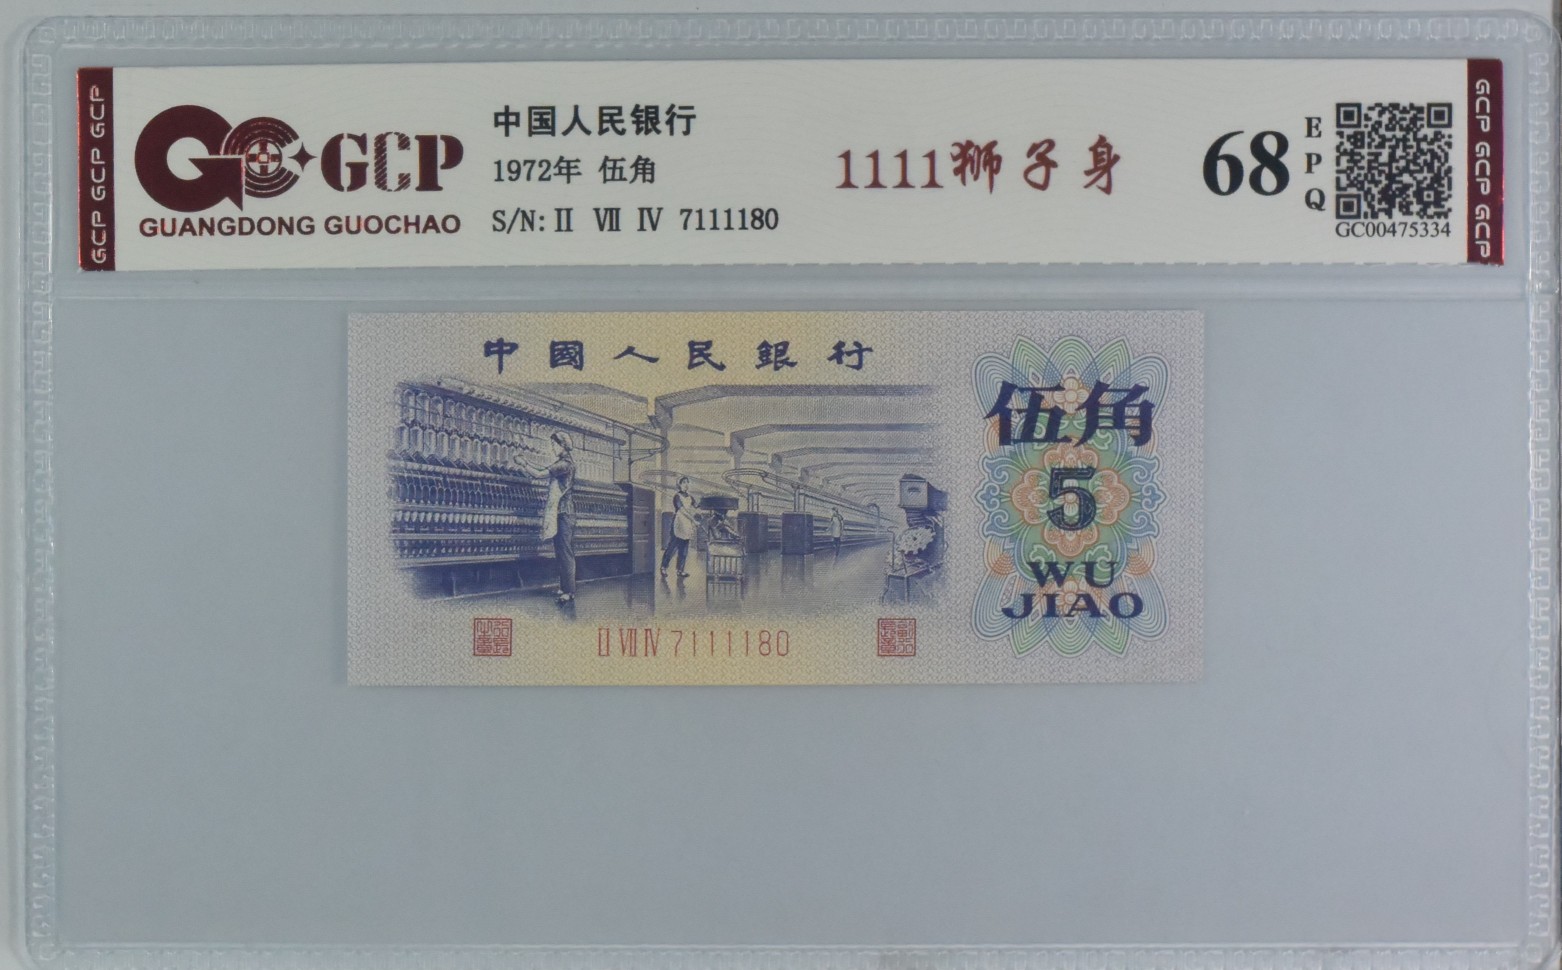 GCP GCP GCP
GCP
GUANGDONG GUOCHAO
中国人民银行
1972年 伍角
S/N: II VII IV 7111180
1111狮子身
68
EPQ
GC00475334
GCP GCP GCP
中國人民銀行
伍角
5
WU
JIAO
II VII IV 7111180